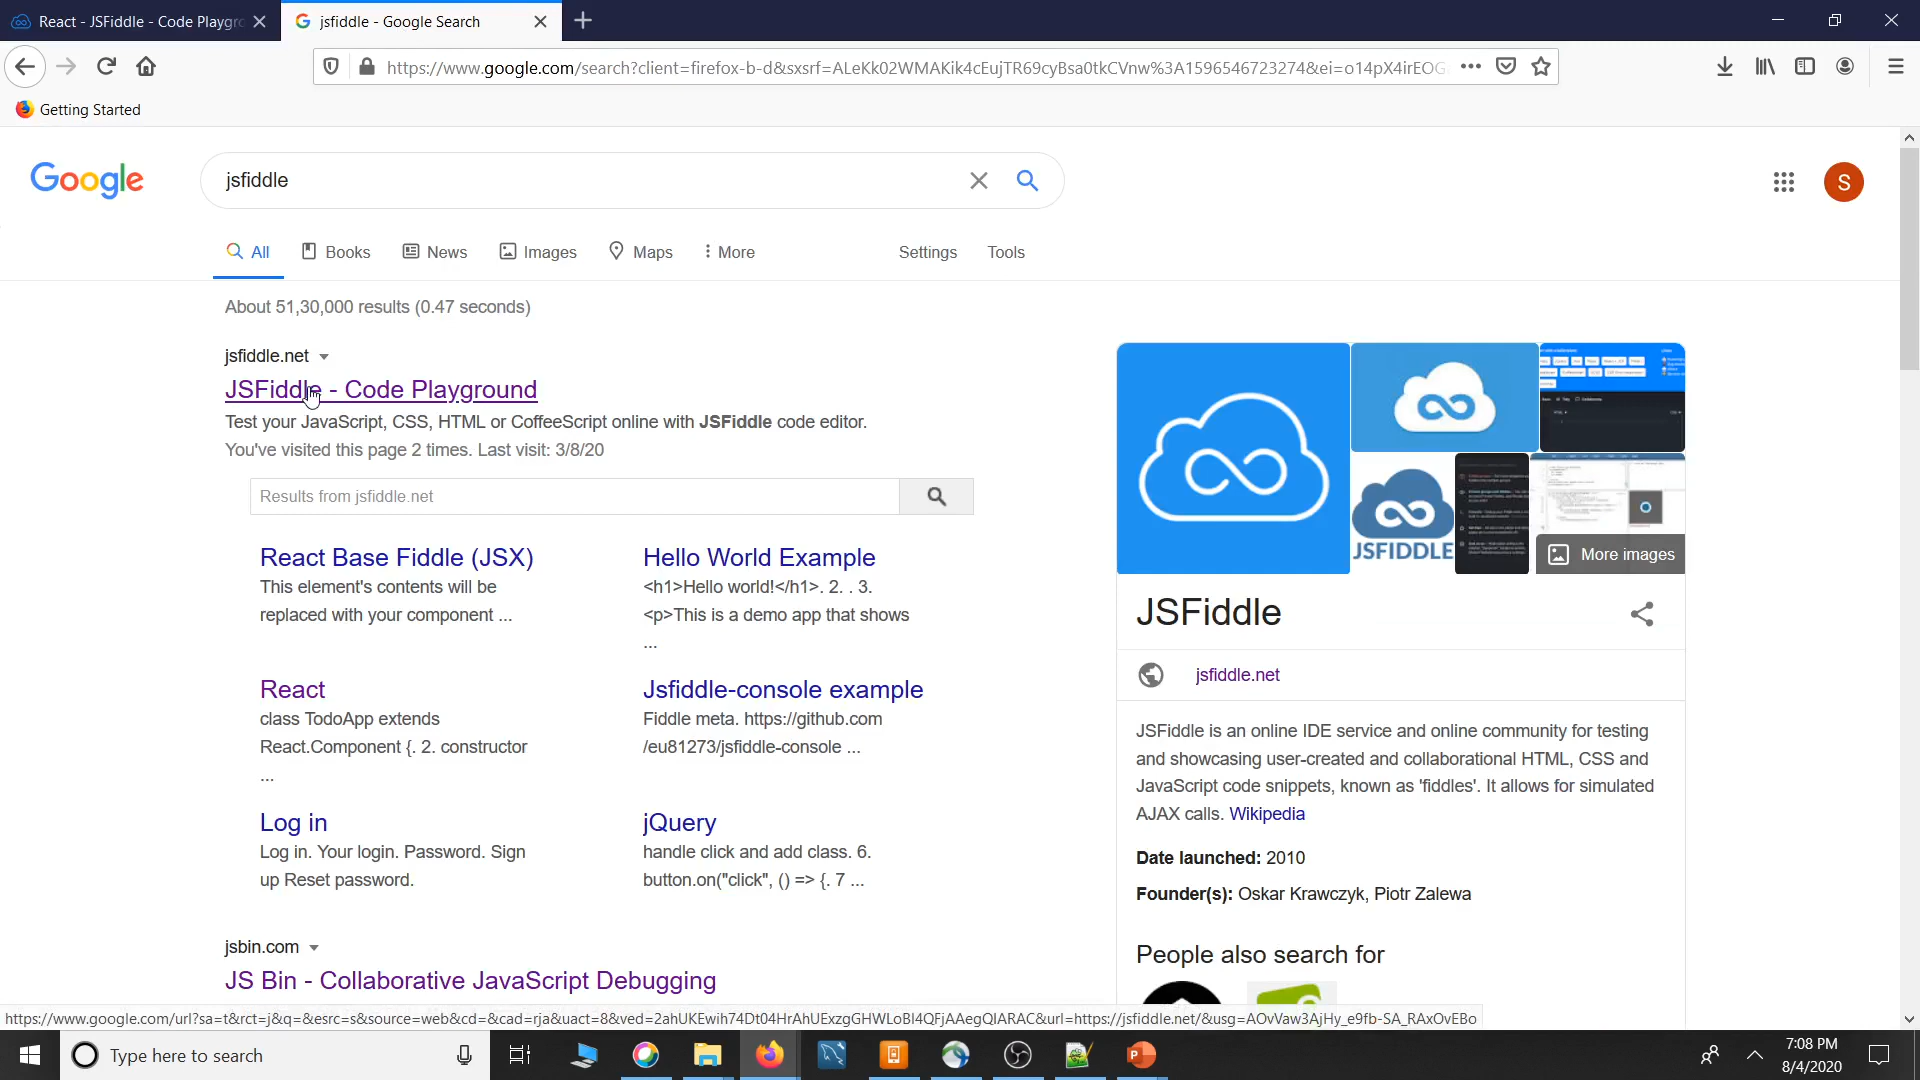 React - JSFiddle - Code Playgr
jsfiddle - Google Search
https://www.google.com/search?client=firefox-b-d&sxsrf=ALeKk02WMAKik4cEujTR69cyBsa0tkCVnw%3A1596546723274&ei=o14pX4irEOG
Getting Started
Google
jsfiddle
S
All
Books
News
Images
Maps
More
Settings
Tools
About 51,30,000 results (0.47 seconds)
jsfiddle.net
JSFiddle - Code Playground
Test your JavaScript, CSS, HTML or CoffeeScript online with JSFiddle code editor.
You've visited this page 2 times. Last visit: 3/8/20
Results from jsfiddle.net
React Base Fiddle (JSX)
This element's contents will be
replaced with your component ...
Hello World Example
<h1>Hello world!</h1>. 2. . 3.
<p>This is a demo app that shows
...
React
class TodoApp extends
React.Component {. 2. constructor
...
Jsfiddle-console example
Fiddle meta. https://github.com
/eu81273/jsfiddle-console ...
Log in
Log in. Your login. Password. Sign
up Reset password.
jQuery
handle click and add class. 6.
button.on("click", () => {. 7 ...
jsbin.com
JS Bin - Collaborative JavaScript Debugging
JSFIDDLE
More images
JSFiddle
jsfiddle.net
JSFiddle is an online IDE service and online community for testing
and showcasing user-created and collaborational HTML, CSS and
JavaScript code snippets, known as 'fiddles'. It allows for simulated
AJAX calls. Wikipedia
Date launched: 2010
Founder(s): Oskar Krawczyk, Piotr Zalewa
People also search for
https://www.google.com/url?sa=t&rct=j&q=&esrc=s&source=web&cd=&cad=rja&uact=8&ved=2ahUKEwih74Dt04HrAhUExzgGHWLoBl4QFjAAegQIARAC&url=https://jsfiddle.net/&usg=AOvVaw3AjHy_e9fb-SA_RAxOvEBo
Type here to search
7:08 PM
8/4/2020